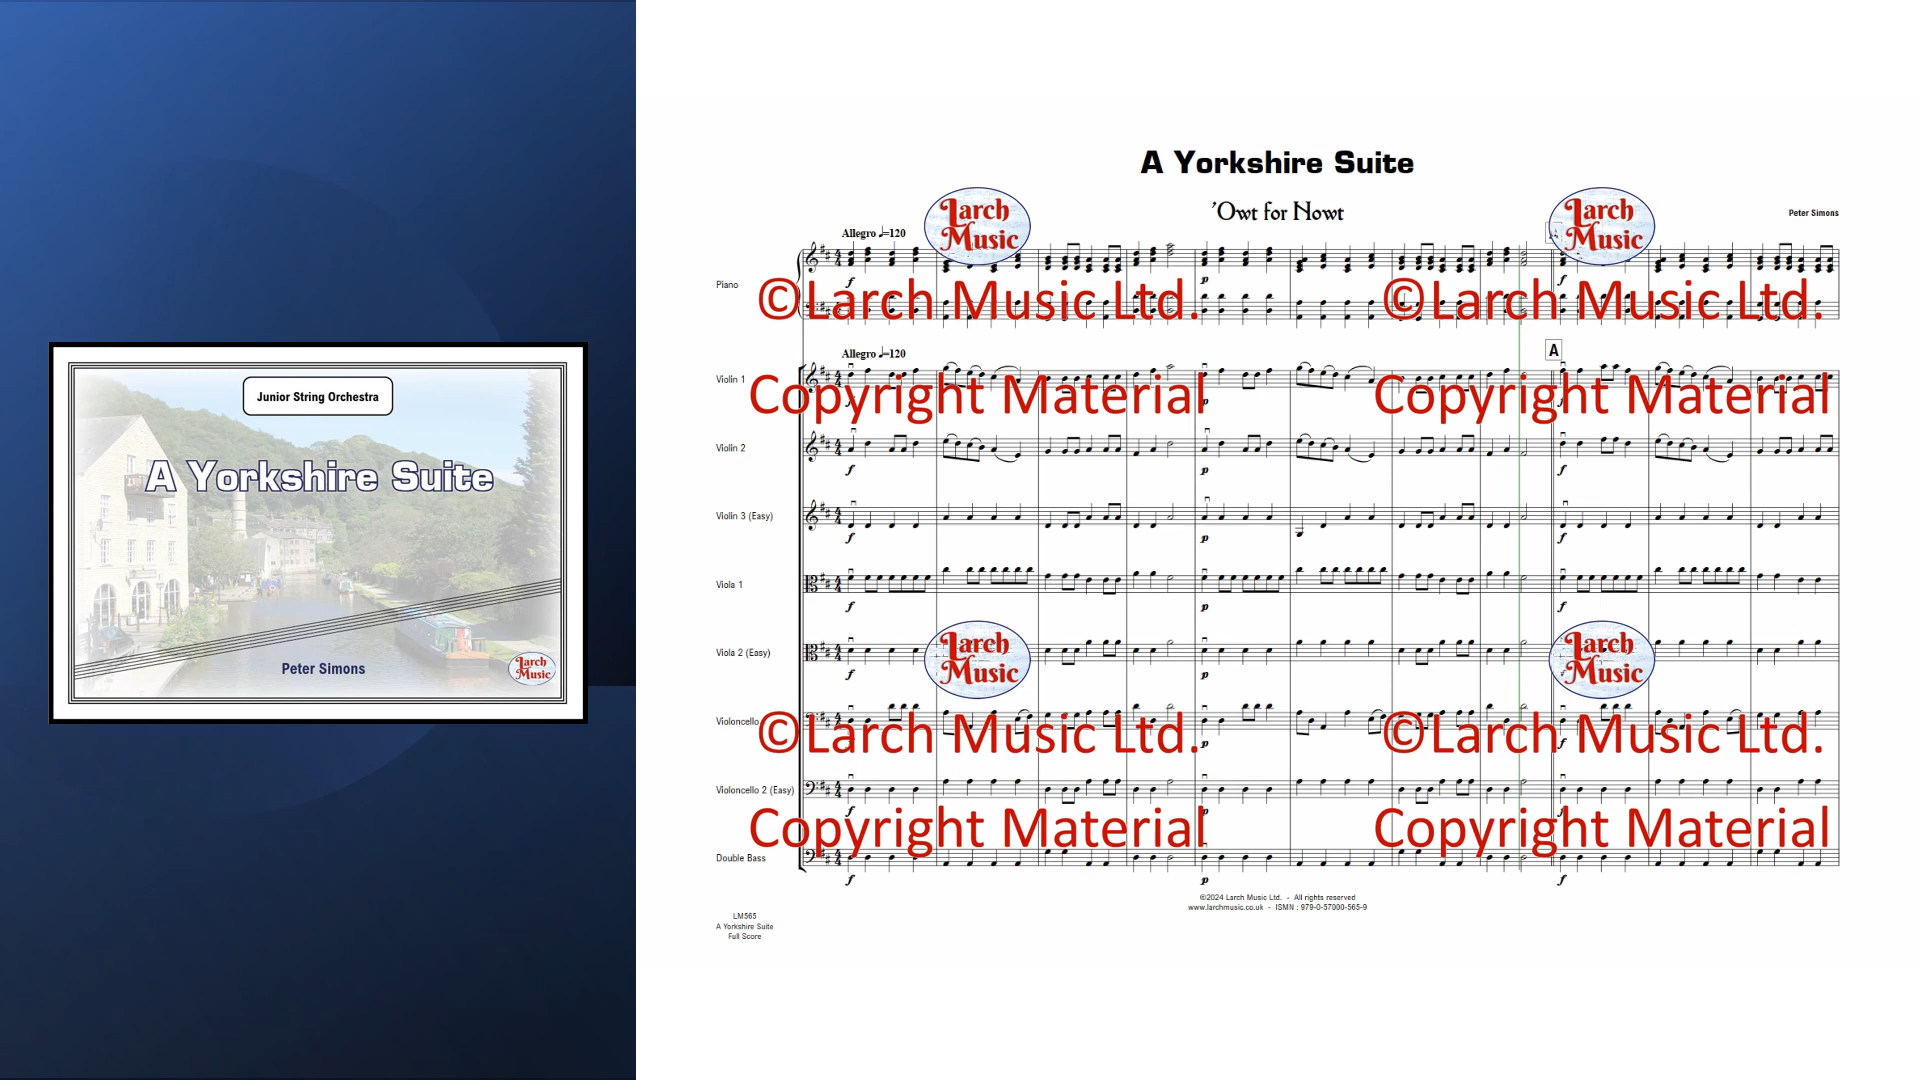 Junior String Orchestra
A Yorkshire Suite
Peter Simons
Larch
Music
A Yorkshire Suite
'Owt for Nowt
Peter Simons
Larch
Music
Larch
Music
Allegro ♩=120
Piano
f
p
f
©Larch Music Ltd.
©Larch Music Ltd.
Allegro ♩=120
A
Violin 1
p
Copyright Material
Copyright Material
Violin 2
f
p
Violin 3 (Easy)
f
p
f
Viola 1
f
p
f
Larch
Music
Larch
Music
Viola 2 (Easy)
f
p
Violoncello
p
f
©Larch Music Ltd.
©Larch Music Ltd.
Violoncello 2 (Easy)
f
p
Copyright Material
Copyright Material
Double Bass
f
p
f
©2024 Larch Music Ltd. - All rights reserved
www.larchmusic.co.uk - ISMN : 979-0-57000-565-9
LM565
A Yorkshire Suite
Full Score